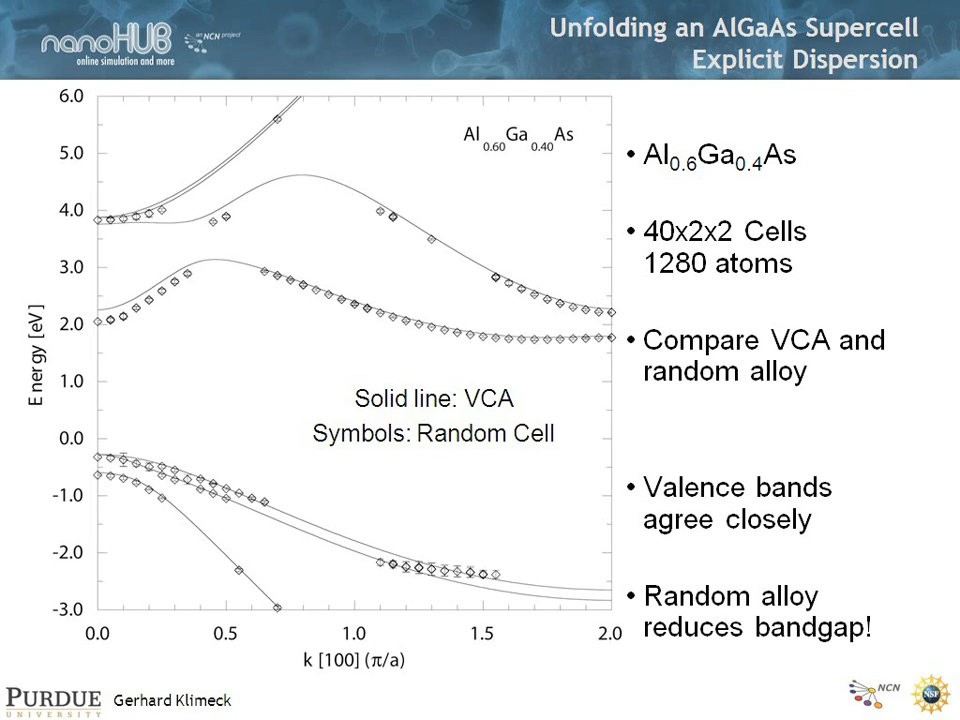 nanoHUB
an NCN project
online simulation and more
Unfolding an AlGaAs Supercell
Explicit Dispersion
6.0
5.0
4.0
3.0
2.0
1.0
0.0
-1.0
-2.0
-3.0
Energy [eV]
Al0.60Ga0.40As
Solid line: VCA
Symbols: Random Cell
0.0 0.5 1.0 1.5 2.0
k [100] (π/a)
• Al0.6Ga0.4As
• 40x2x2 Cells
1280 atoms
• Compare VCA and
random alloy
• Valence bands
agree closely
• Random alloy
reduces bandgap!
PURDUE
UNIVERSITY
Gerhard Klimeck
NCN
NSF